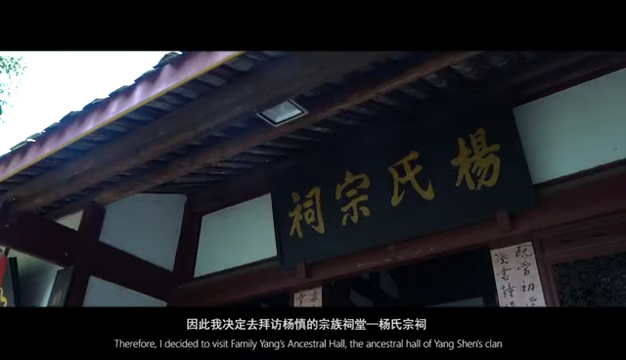 楊氏宗祠
因此我决定去拜访杨慎的宗族祠堂—杨氏宗祠
Therefore, I decided to visit Family Yang's Ancestral Hall, the ancestral hall of Yang Shen's clan